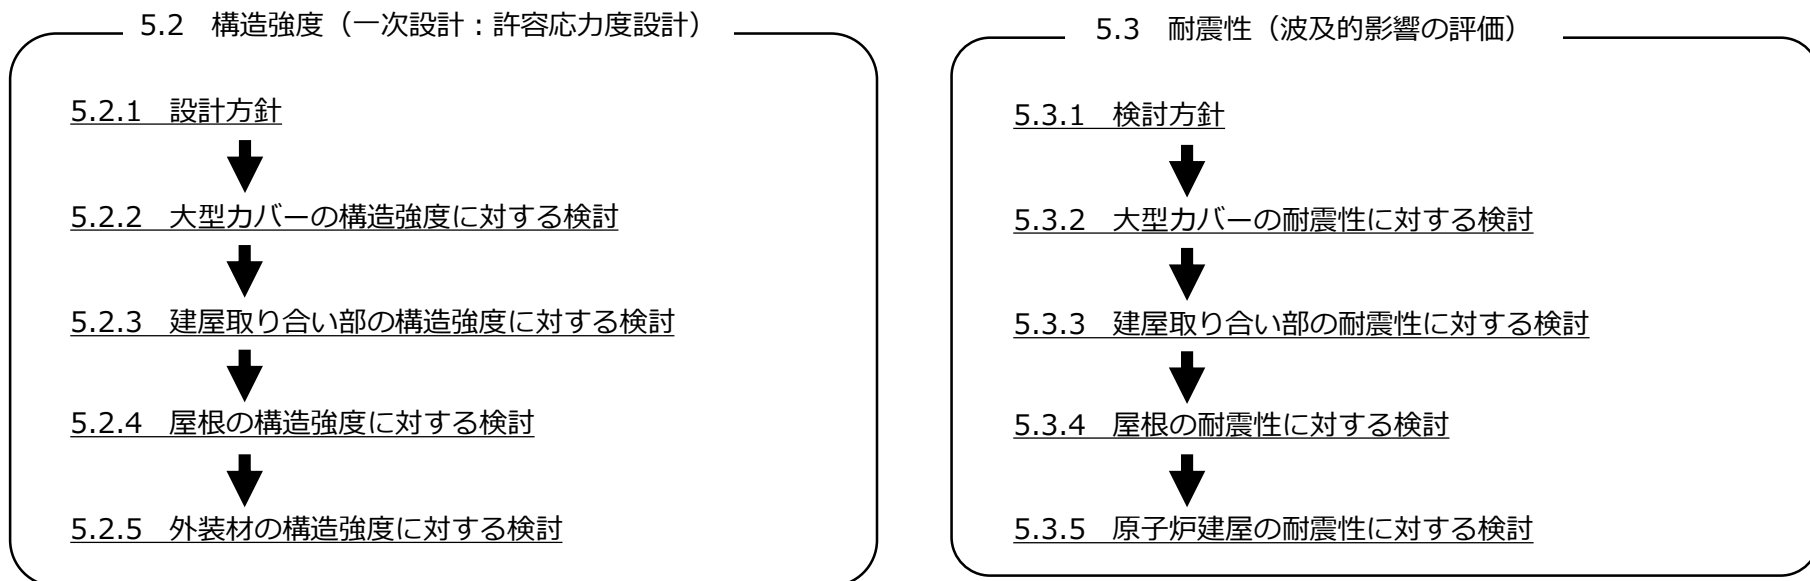 5.2　構造強度（一次設計：許容応力度設計）
5.2.1　設計方針
5.2.2　大型カバーの構造強度に対する検討
5.2.3　建屋取り合い部の構造強度に対する検討
5.2.4　屋根の構造強度に対する検討
5.2.5　外装材の構造強度に対する検討
5.3　耐震性（波及的影響の評価）
5.3.1　検討方針
5.3.2　大型カバーの耐震性に対する検討
5.3.3　建屋取り合い部の耐震性に対する検討
5.3.4　屋根の耐震性に対する検討
5.3.5　原子炉建屋の耐震性に対する検討